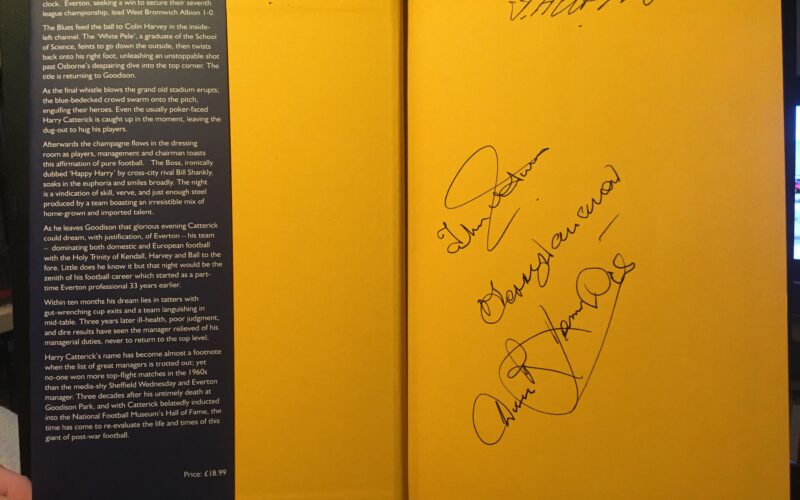 clock. Everton, seeking a win to secure their seventh
league championship, lead West Bromwich Albion 1-0.
The Blues feed the ball to Colin Harvey in the inside-
left channel. The 'White Pele', a graduate of the School
of Science, feints to go down the outside, then twists
back onto his right foot, unleashing an unstoppable shot
past Osborne's despairing dive into the top corner. The
title is returning to Goodison.
As the final whistle blows the grand old stadium erupts;
the blue-bedecked crowd swarm onto the pitch,
engulfing their heroes. Even the usually poker-faced
Harry Catterick is caught up in the moment, leaving the
dug-out to hug his players.
Afterwards the champagne flows in the dressing
room as players, management and chairman toasts
this affirmation of pure football. The Boss, ironically
dubbed 'Happy Harry' by cross-city rival Bill Shankly,
soaks in the euphoria and smiles broadly. The night
is a vindication of skill, verve, and just enough steel
produced by a team boasting an irresistible mix of
home-grown and imported talent.
As he leaves Goodison that glorious evening Catterick
could dream, with justification, of Everton – his team
– dominating both domestic and European football
with the Holy Trinity of Kendall, Harvey and Ball to the
fore. Little does he know it but that night would be the
zenith of his football career which started as a part-
time Everton professional 33 years earlier.
Within ten months his dream lies in tatters with
gut-wrenching cup exits and a team languishing in
mid-table. Three years later ill-health, poor judgment,
and dire results have seen the manager relieved of his
managerial duties, never to return to the top level.
Harry Catterick's name has become almost a footnote
when the list of great managers is trotted out; yet
no-one won more top-flight matches in the 1960s
than the media-shy Sheffield Wednesday and Everton
manager. Three decades after his untimely death at
Goodison Park, and with Catterick belatedly inducted
into the National Football Museum's Hall of Fame, the
time has come to re-evaluate the life and times of this
giant of post-war football.
Price: £18.99